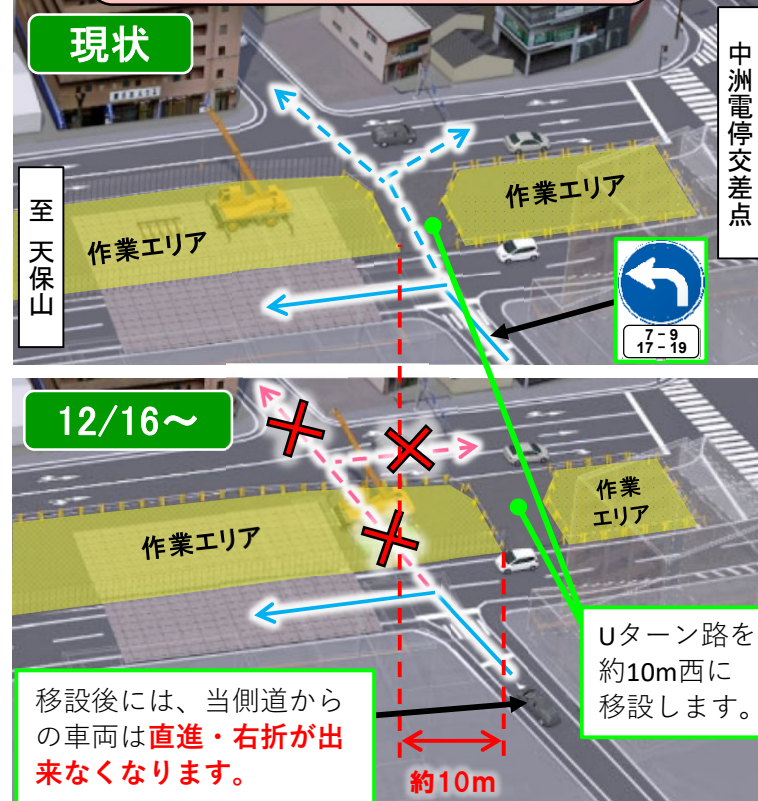 現状
中洲電停交差点
至 天保山
作業エリア
作業エリア
7-9
17-19
12/16～
作業エリア
作業
エリア
Uターン路を
約10m西に
移設します。
移設後には、当側道から
の車両は直進・右折が出
来なくなります。
約10m